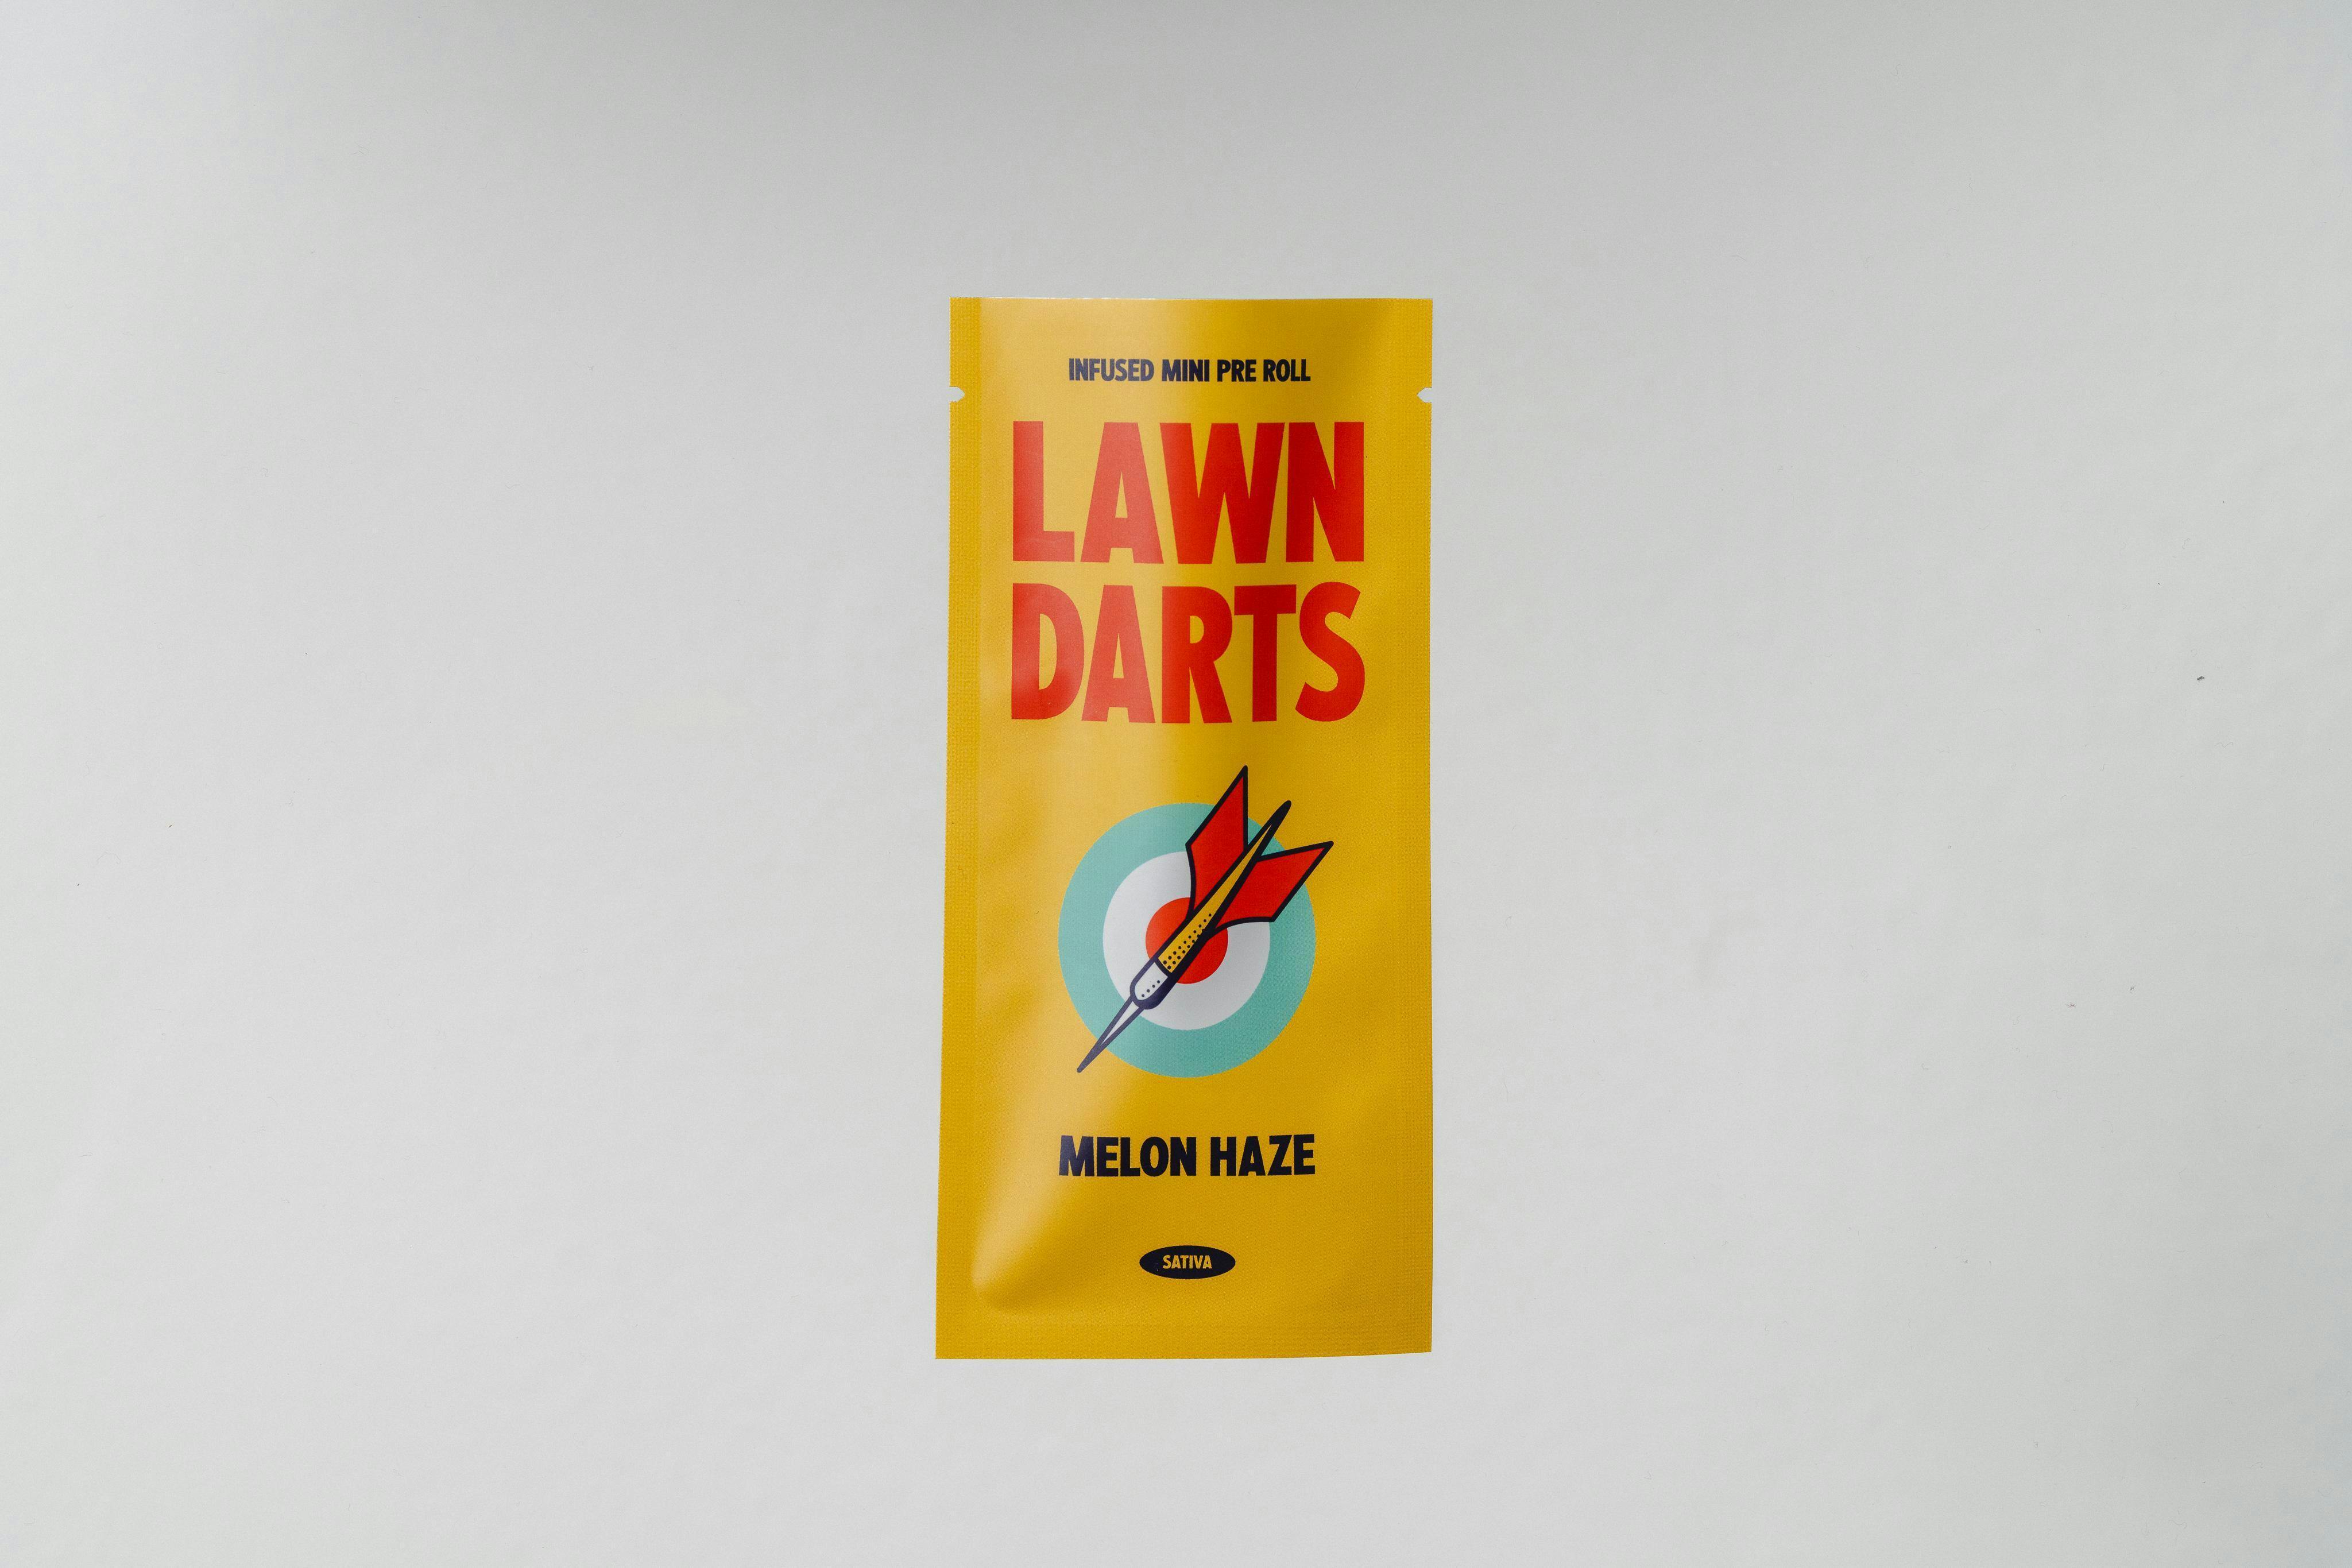 INFUSED MINI PRE ROLL
LAWN
DARTS
MELON HAZE
SATIVA